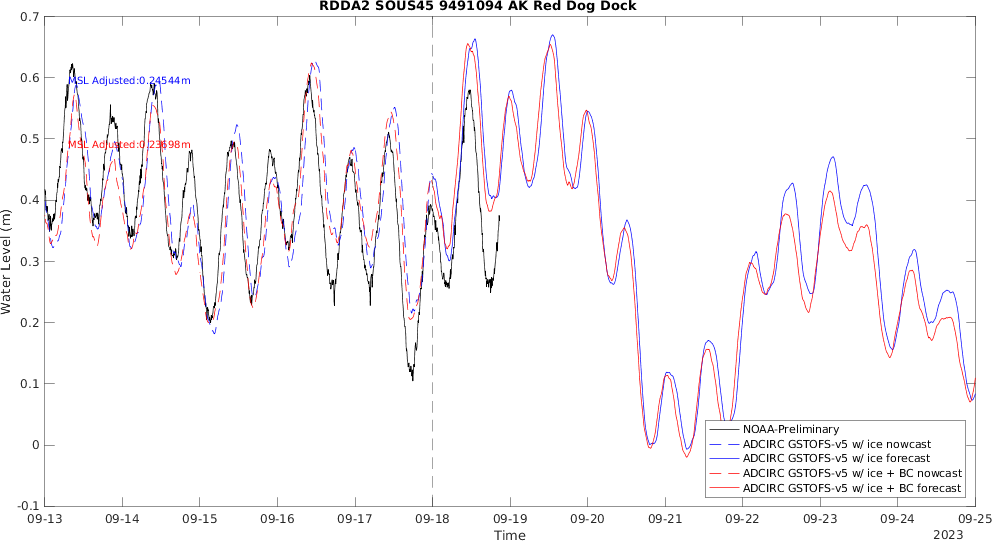 RDDA2 SOUS45 9491094 AK Red Dog Dock
0.7
0.6
0.5
0.4
0.3
0.2
0.1
0
-0.1
Water Level (m)
MSL Adjusted:0.24544m
MSL Adjusted:0.23698m
NOAA-Preliminary
ADCIRC GSTOFS-v5 w/ ice nowcast
ADCIRC GSTOFS-v5 w/ ice forecast
ADCIRC GSTOFS-v5 w/ ice + BC nowcast
ADCIRC GSTOFS-v5 w/ ice + BC forecast
09-13 09-14 09-15 09-16 09-17 09-18 09-19 09-20 09-21 09-22 09-23 09-24 09-25
Time
2023